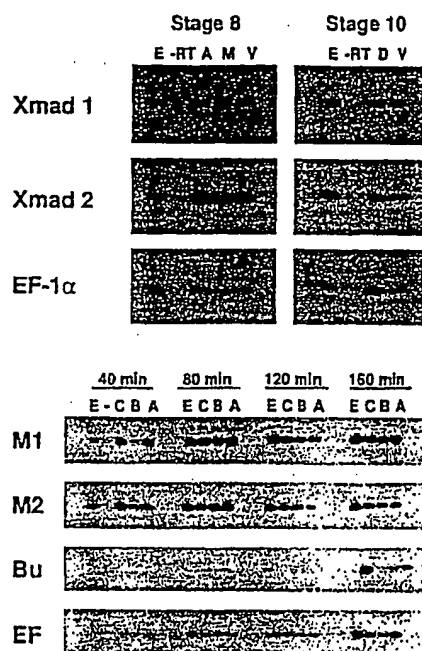 Stage 8 Stage 10
E -RT A M V E -RT D V
Xmad 1
Xmad 2
EF-1α
40 min 80 min 120 min 160 min
E - C B A E C B A E C B A E C B A
M1
M2
Bu
EF